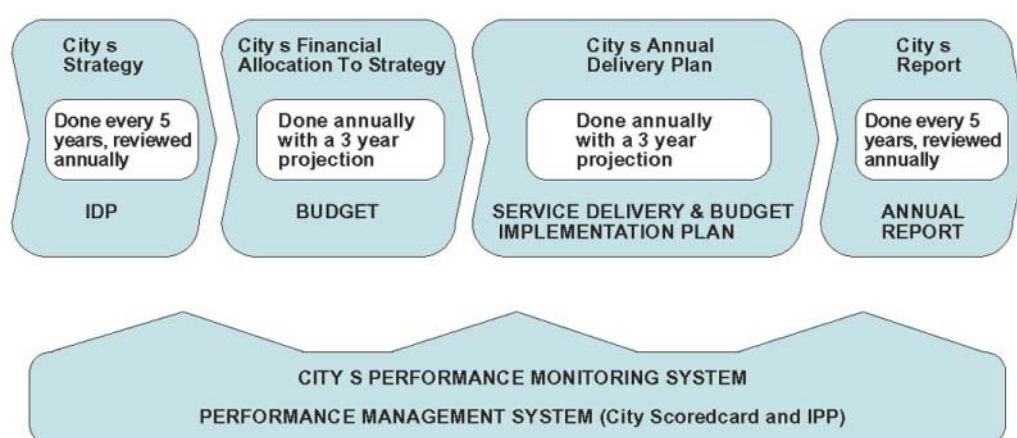 City s
Strategy
Done every 5
years, reviewed
annually
IDP
City s Financial
Allocation To Strategy
Done annually
with a 3 year
projection
BUDGET
City s Annual
Delivery Plan
Done annually
with a 3 year
projection
SERVICE DELIVERY & BUDGET
IMPLEMENTATION PLAN
City s
Report
Done every 5
years, reviewed
annually
ANNUAL
REPORT
CITY S PERFORMANCE MONITORING SYSTEM
PERFORMANCE MANAGEMENT SYSTEM (City Scoredcard and IPP)